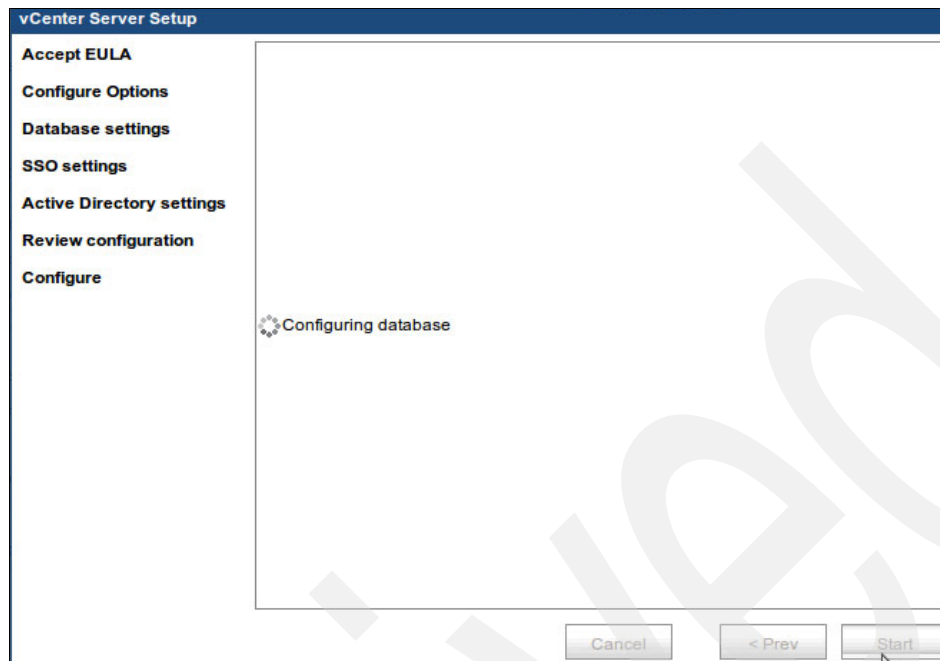 vCenter Server Setup
Accept EULA
Configure Options
Database settings
SSO settings
Active Directory settings
Review configuration
Configure
Configuring database
Cancel
< Prev
Start